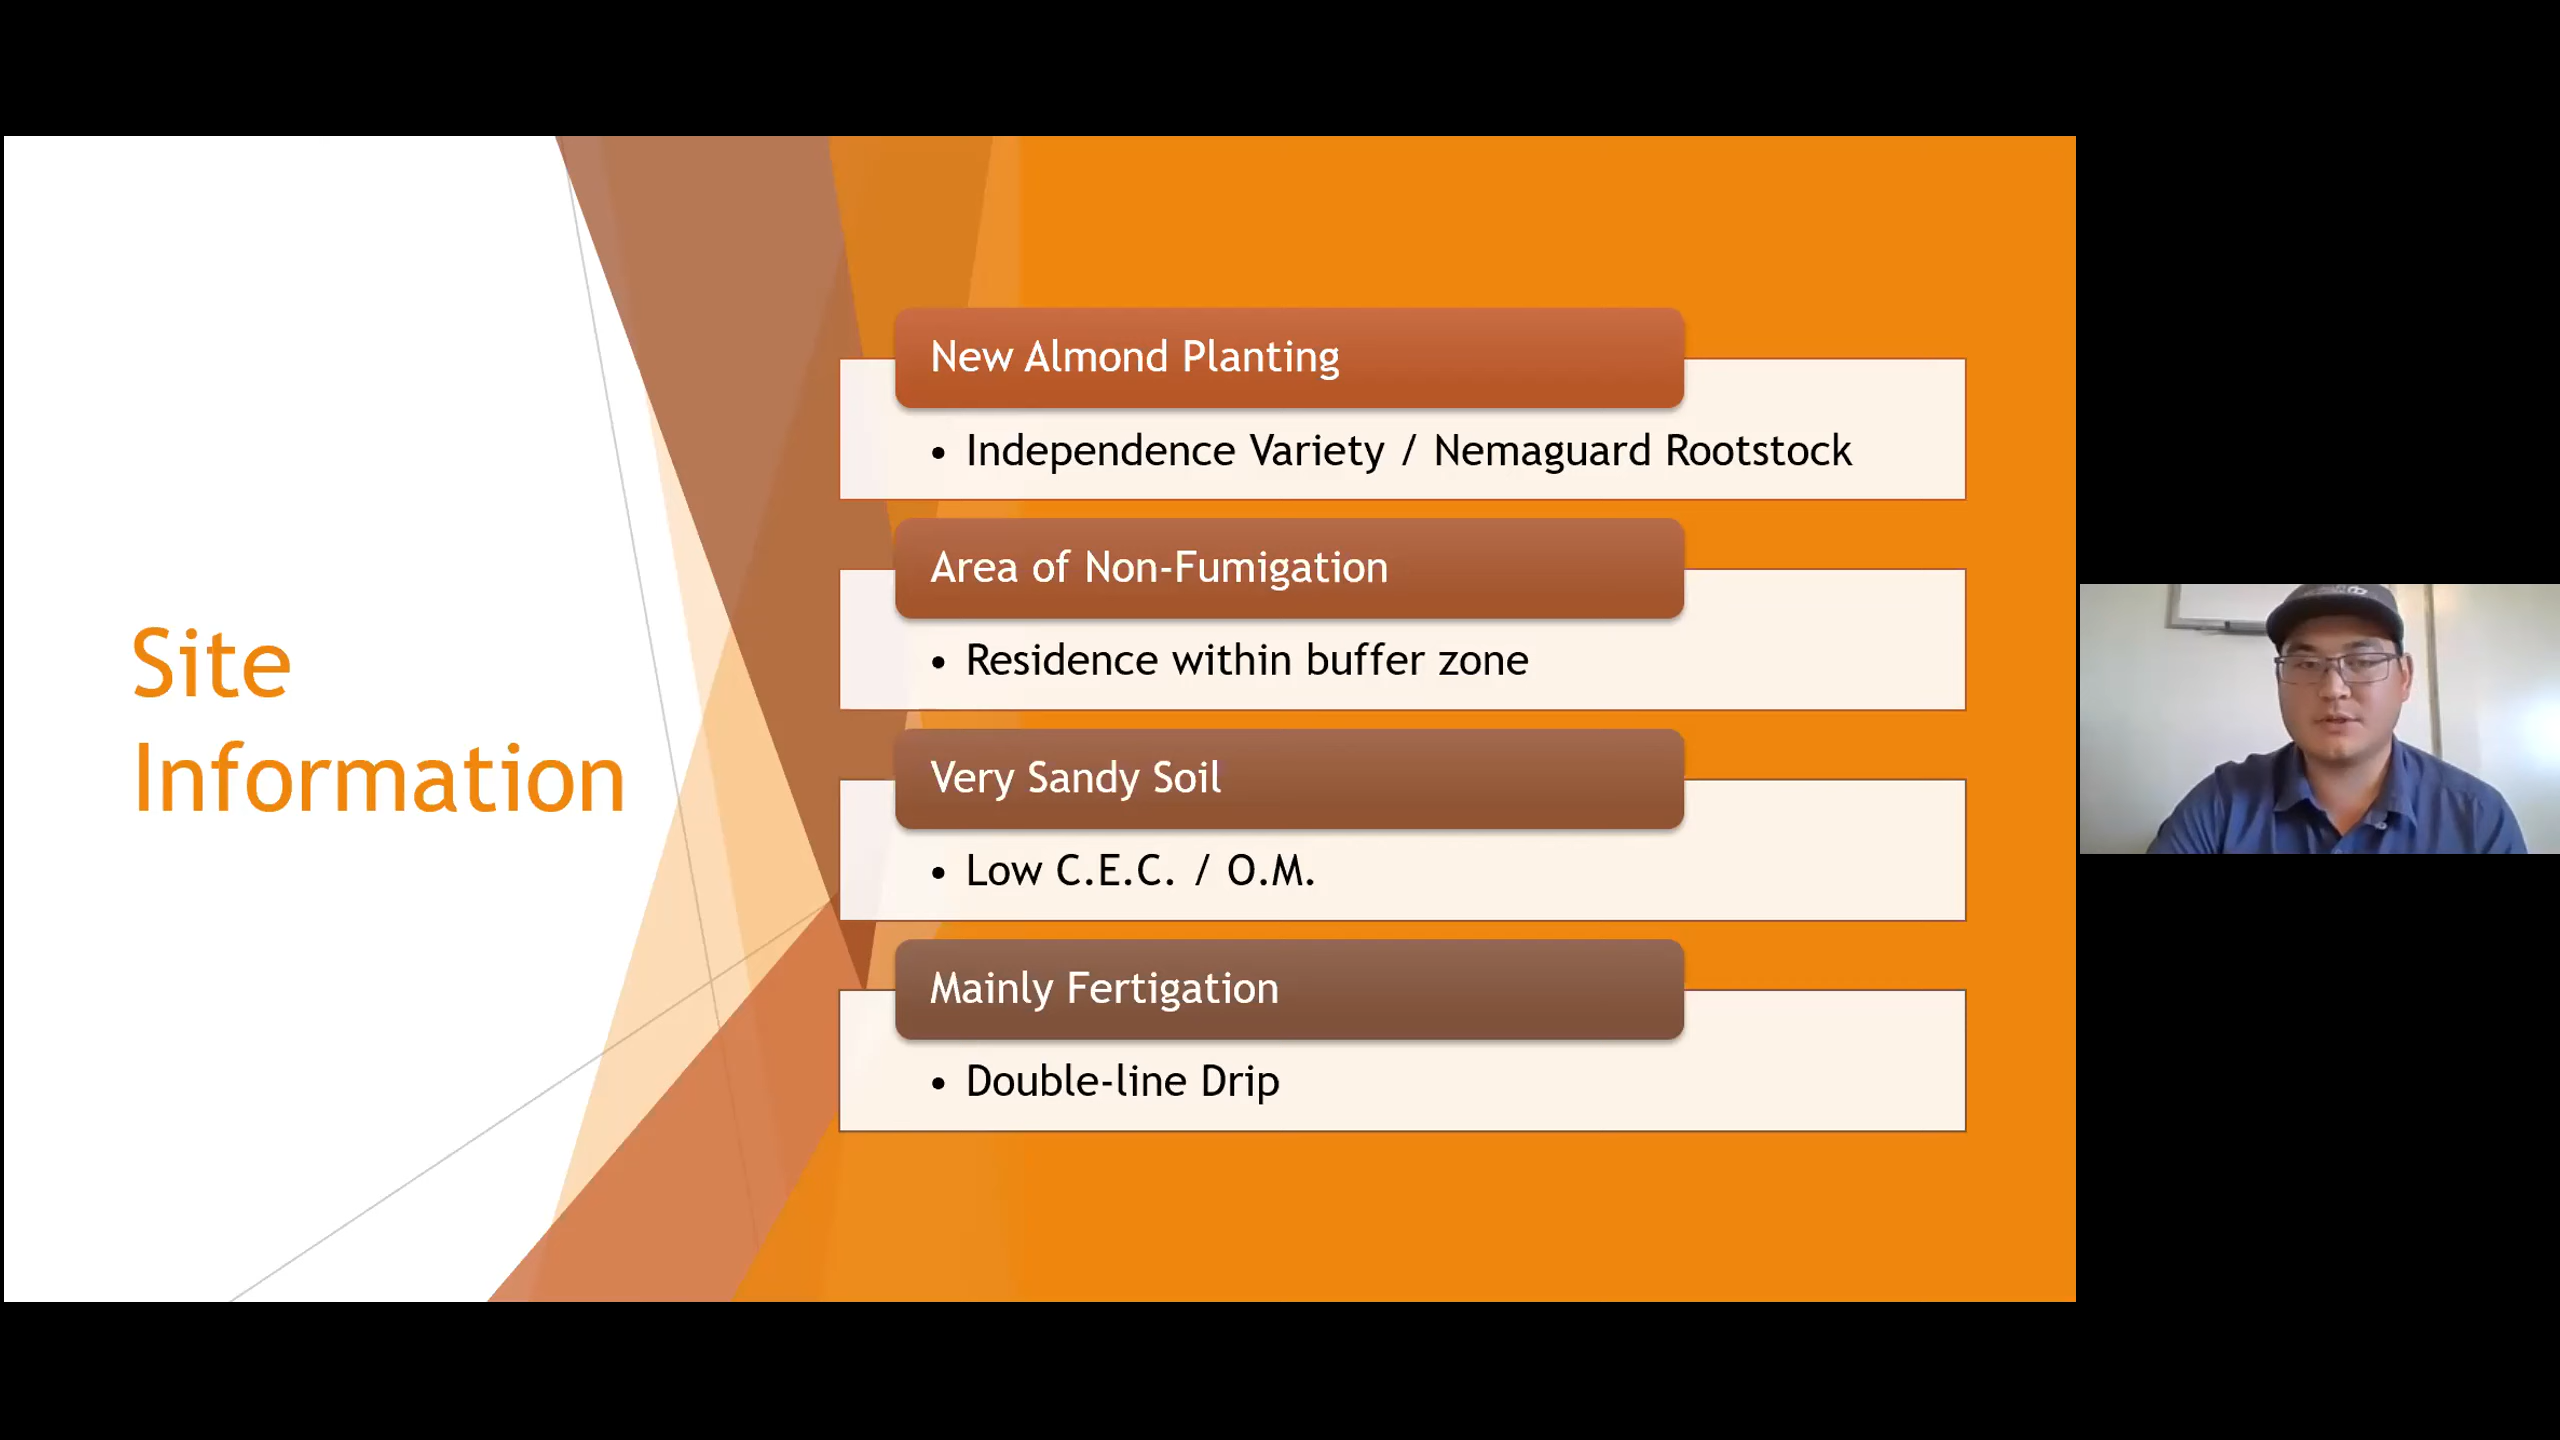 Site
Information
New Almond Planting
• Independence Variety / Nemaguard Rootstock
Area of Non-Fumigation
• Residence within buffer zone
Very Sandy Soil
• Low C.E.C. / O.M.
Mainly Fertigation
• Double-line Drip